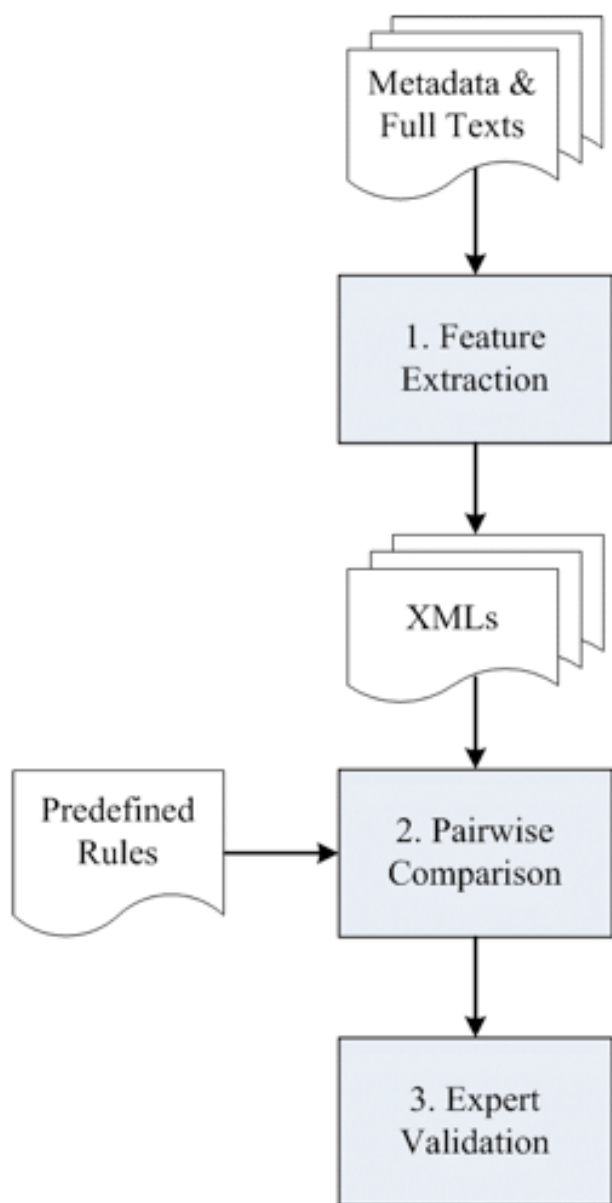 Metadata &
Full Texts
1. Feature
Extraction
XMLs
Predefined
Rules
2. Pairwise
Comparison
3. Expert
Validation